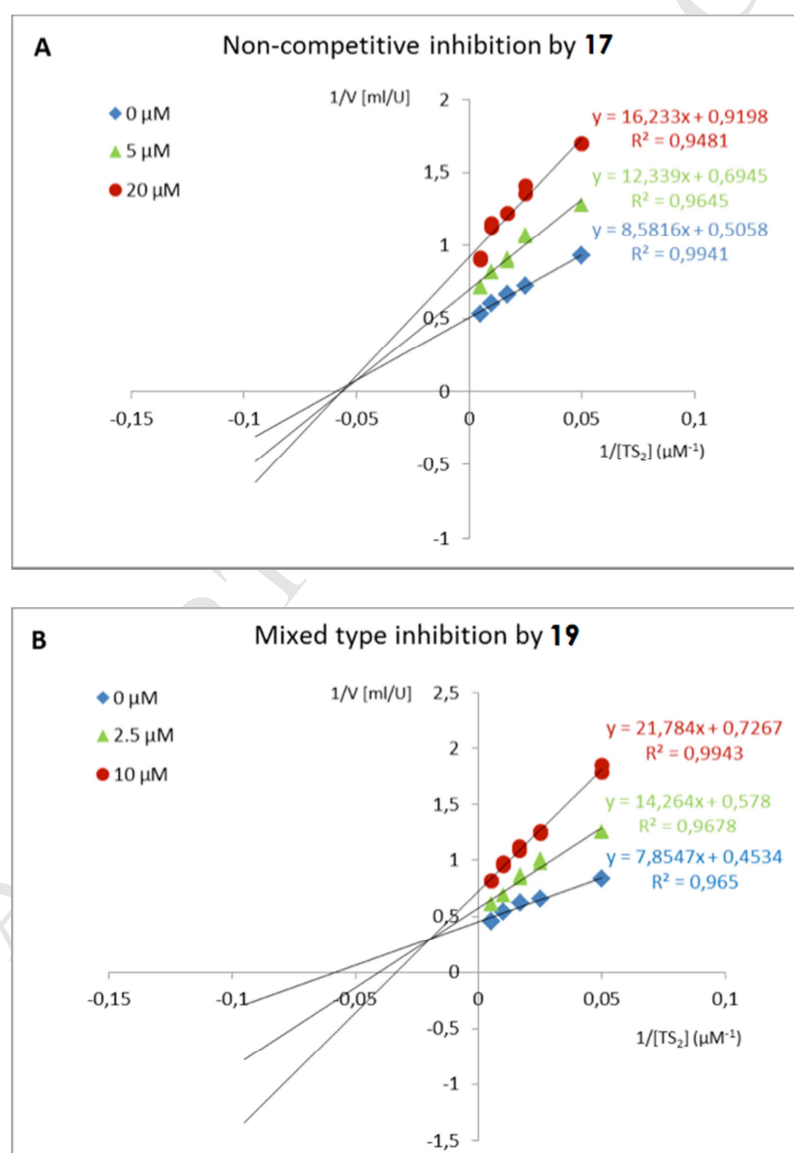 A
Non-competitive inhibition by 17
1/V [ml/U]
0 µM
5 µM
20 µM
2
1,5
1
0,5
0
-0,5
-1
-0,15
-0,1
-0,05
0
0,05
0,1
1/[TS₂] (µM⁻¹)
y = 16,233x + 0,9198
R² = 0,9481
y = 12,339x + 0,6945
R² = 0,9645
y = 8,5816x + 0,5058
R² = 0,9941
B
Mixed type inhibition by 19
1/V [ml/U]
0 µM
2.5 µM
10 µM
2,5
2
1,5
1
0,5
0
-0,5
-1
-1,5
-0,15
-0,1
-0,05
0
0,05
0,1
1/[TS₂] (µM⁻¹)
y = 21,784x + 0,7267
R² = 0,9943
y = 14,264x + 0,578
R² = 0,9678
y = 7,8547x + 0,4534
R² = 0,965